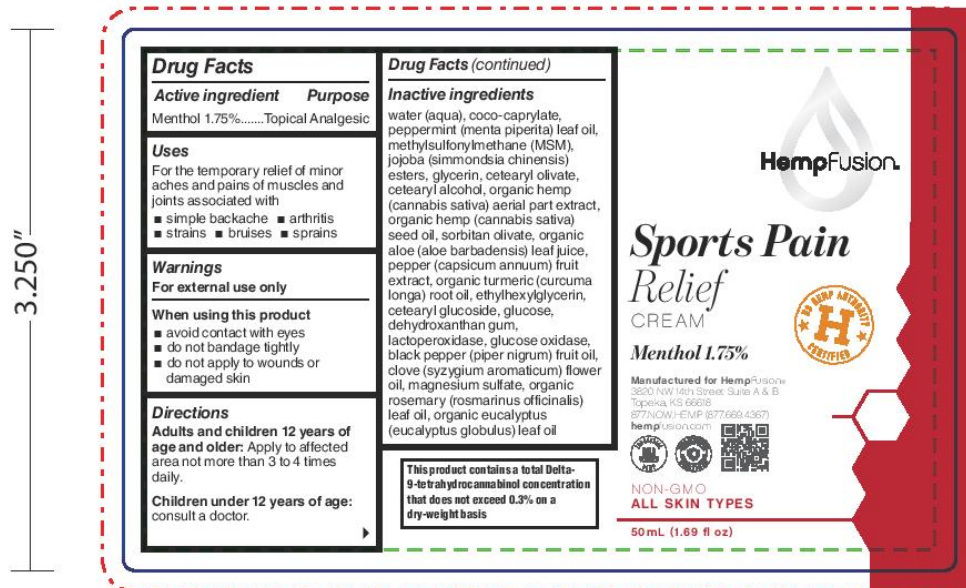 3.250”
Drug Facts
Active ingredient Purpose
Menthol 1.75%.......Topical Analgesic
Uses
For the temporary relief of minor
aches and pains of muscles and
joints associated with
■ simple backache ■ arthritis
■ strains ■ bruises ■ sprains
Warnings
For external use only
When using this product
■ avoid contact with eyes
■ do not bandage tightly
■ do not apply to wounds or
damaged skin
Directions
Adults and children 12 years of
age and older: Apply to affected
area not more than 3 to 4 times
daily.
Children under 12 years of age:
consult a doctor.
Drug Facts (continued)
Inactive ingredients
water (aqua), coco-caprylate,
peppermint (menta piperita) leaf oil,
methylsulfonylmethane (MSM),
jojoba (simmondsia chinensis)
esters, glycerin, cetearyl olivate,
cetearyl alcohol, organic hemp
(cannabis sativa) aerial part extract,
organic hemp (cannabis sativa)
seed oil, sorbitan olivate, organic
aloe (aloe barbadensis) leaf juice,
pepper (capsicum annuum) fruit
extract, organic turmeric (curcuma
longa) root oil, ethylhexylglycerin,
cetearyl glucoside, glucose,
dehydroxanthan gum,
lactoperoxidase, glucose oxidase,
black pepper (piper nigrum) fruit oil,
clove (syzygium aromaticum) flower
oil, magnesium sulfate, organic
rosemary (rosmarinus officinalis)
leaf oil, organic eucalyptus
(eucalyptus globulus) leaf oil
This product contains a total Delta-
9-tetrahydrocannabinol concentration
that does not exceed 0.3% on a
dry-weight basis
HempFusion
Sports Pain
Relief
CREAM
Menthol 1.75%
HEMP AUTHORITY
H
CERTIFIED
Manufactured for HempFusion
3820 NW 14th Street Suite A & B
Topeka, KS 66618
877.NOW.HEMP (877.669.4367)
hempfusion.com
NON-GMO
ALL SKIN TYPES
50mL (1.69 fl oz)